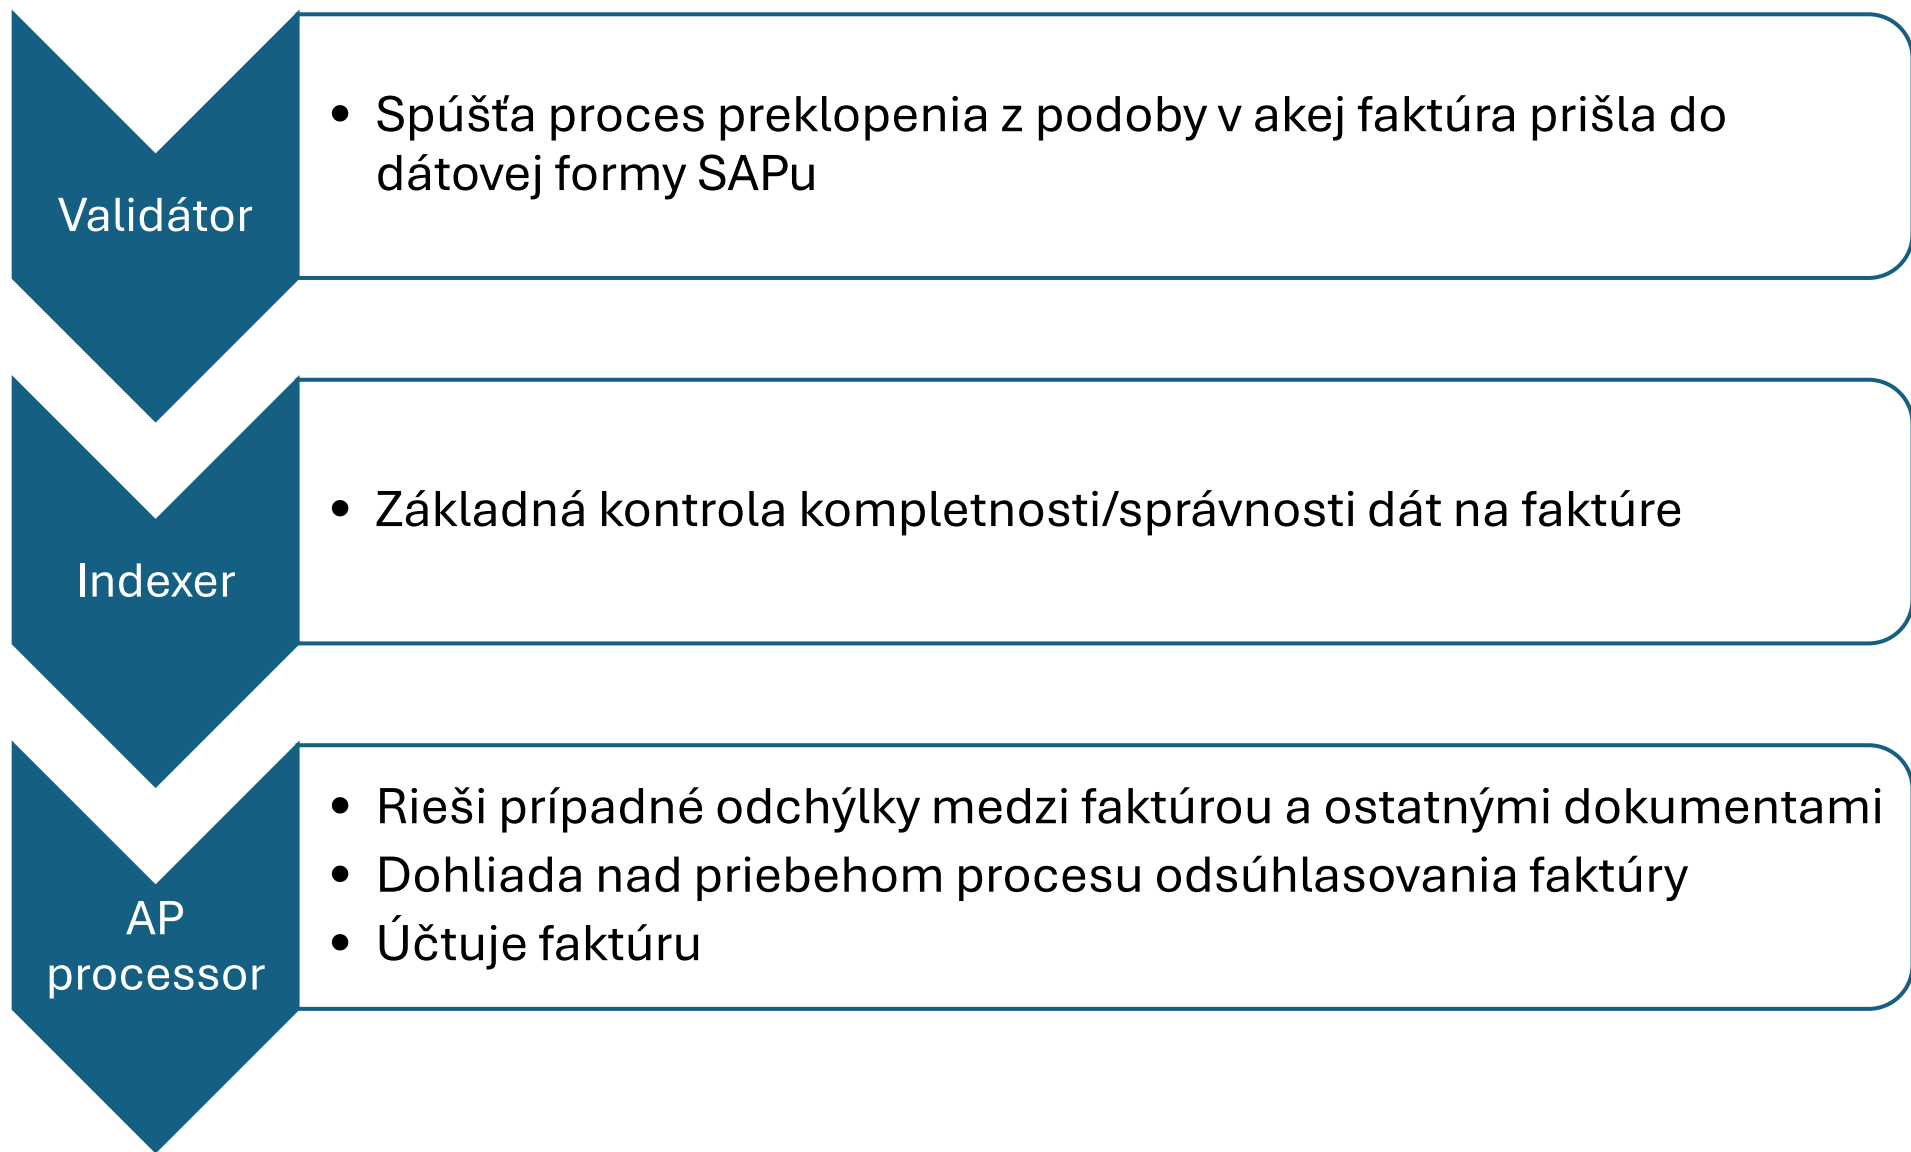 Validátor
• Spúšťa proces preklopenia z podoby v akej faktúra prišla do
dátovej formy SAPu
Indexer
• Základná kontrola kompletnosti/správnosti dát na faktúre
AP
processor
• Rieši prípadné odchýlky medzi faktúrou a ostatnými dokumentami
• Dohliada nad priebehom procesu odsúhlasovania faktúry
• Účtuje faktúru